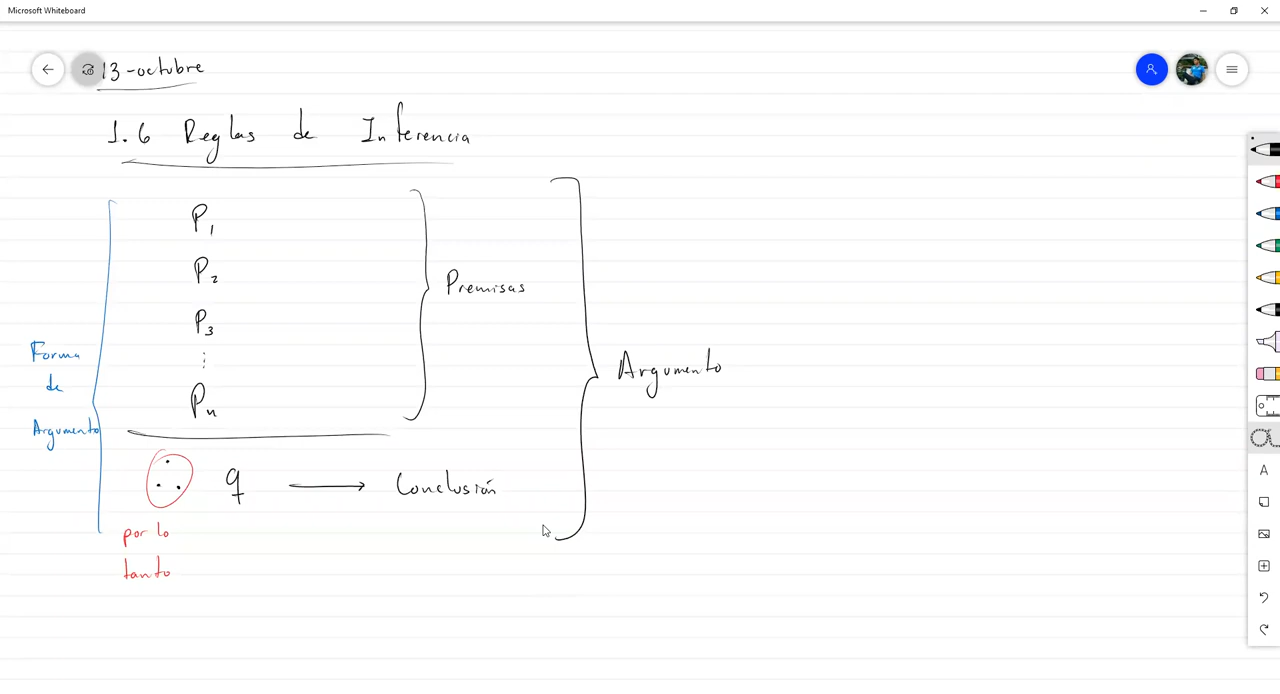 Microsoft Whiteboard
13-octubre
1.6 Reglas de Inferencia
P1
P2
Premisas
P3
⋮
Forma
de
Argumento
Pn
Argumento
∴ q → Conclusión
por lo
tanto
A